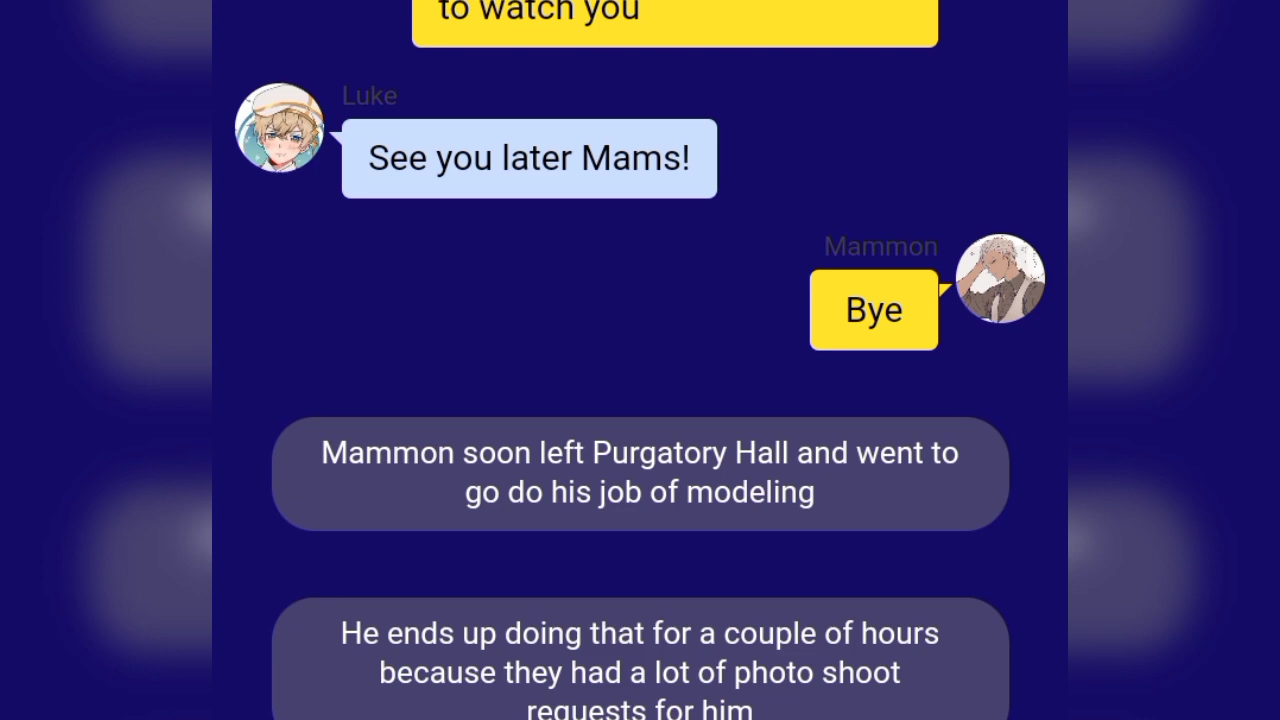 to watch you
Luke
See you later Mams!
Mammon
Bye
Mammon soon left Purgatory Hall and went to
go do his job of modeling
He ends up doing that for a couple of hours
because they had a lot of photo shoot
requests for him